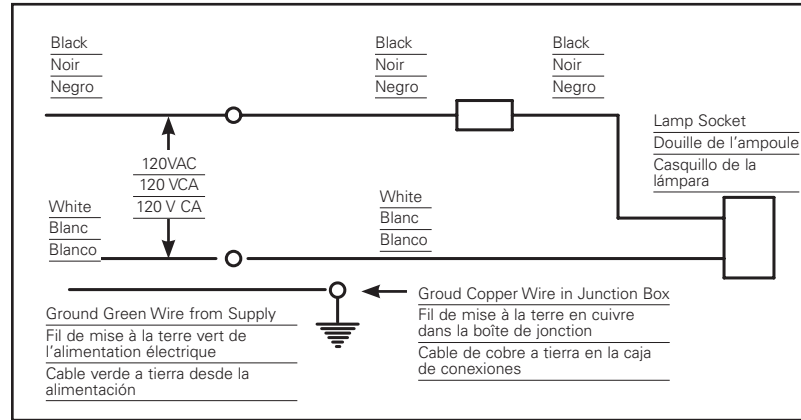 Black
Noir
Negro
Black
Noir
Negro
Black
Noir
Negro
Lamp Socket
Douille de l'ampoule
Casquillo de la
lámpara
120VAC
120 VCA
120 V CA
White
Blanc
Blanco
White
Blanc
Blanco
Ground Green Wire from Supply
Fil de mise à la terre vert de
l'alimentation électrique
Cable verde a tierra desde la
alimentación
Groud Copper Wire in Junction Box
Fil de mise à la terre en cuivre
dans la boîte de jonction
Cable de cobre a tierra en la caja
de conexiones